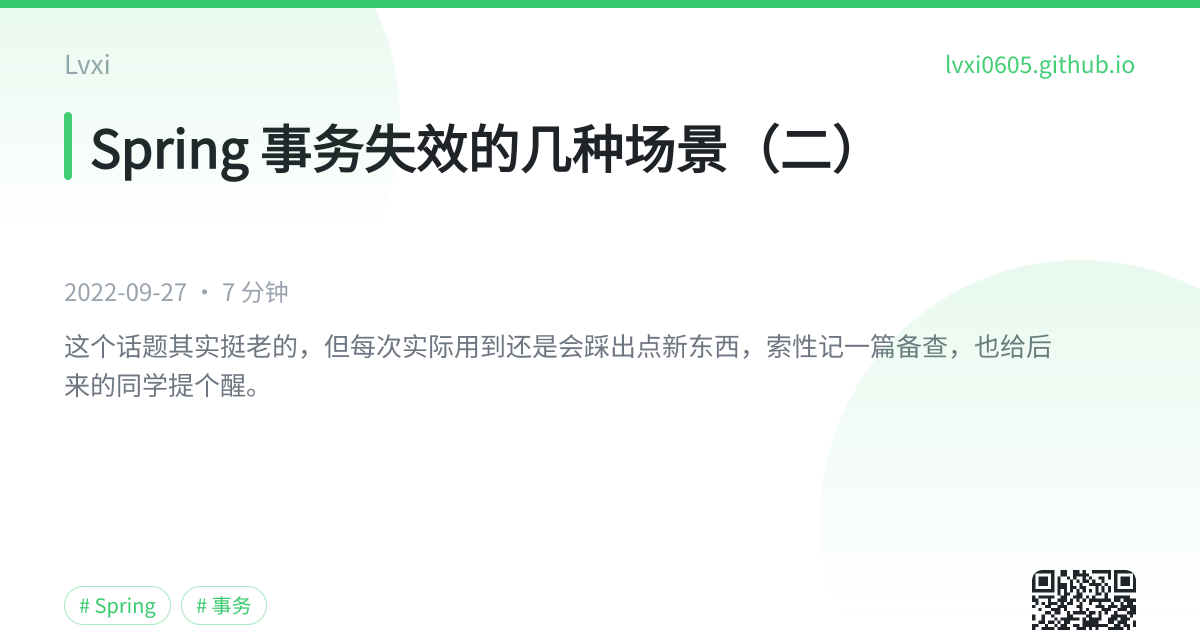 Lvxi
lvxi0605.github.io
Spring 事务失效的几种场景（二）
2022-09-27 · 7 分钟
这个话题其实挺老的，但每次实际用到还是会踩出点新东西，索性记一篇备查，也给后
来的同学提个醒。
# Spring
# 事务